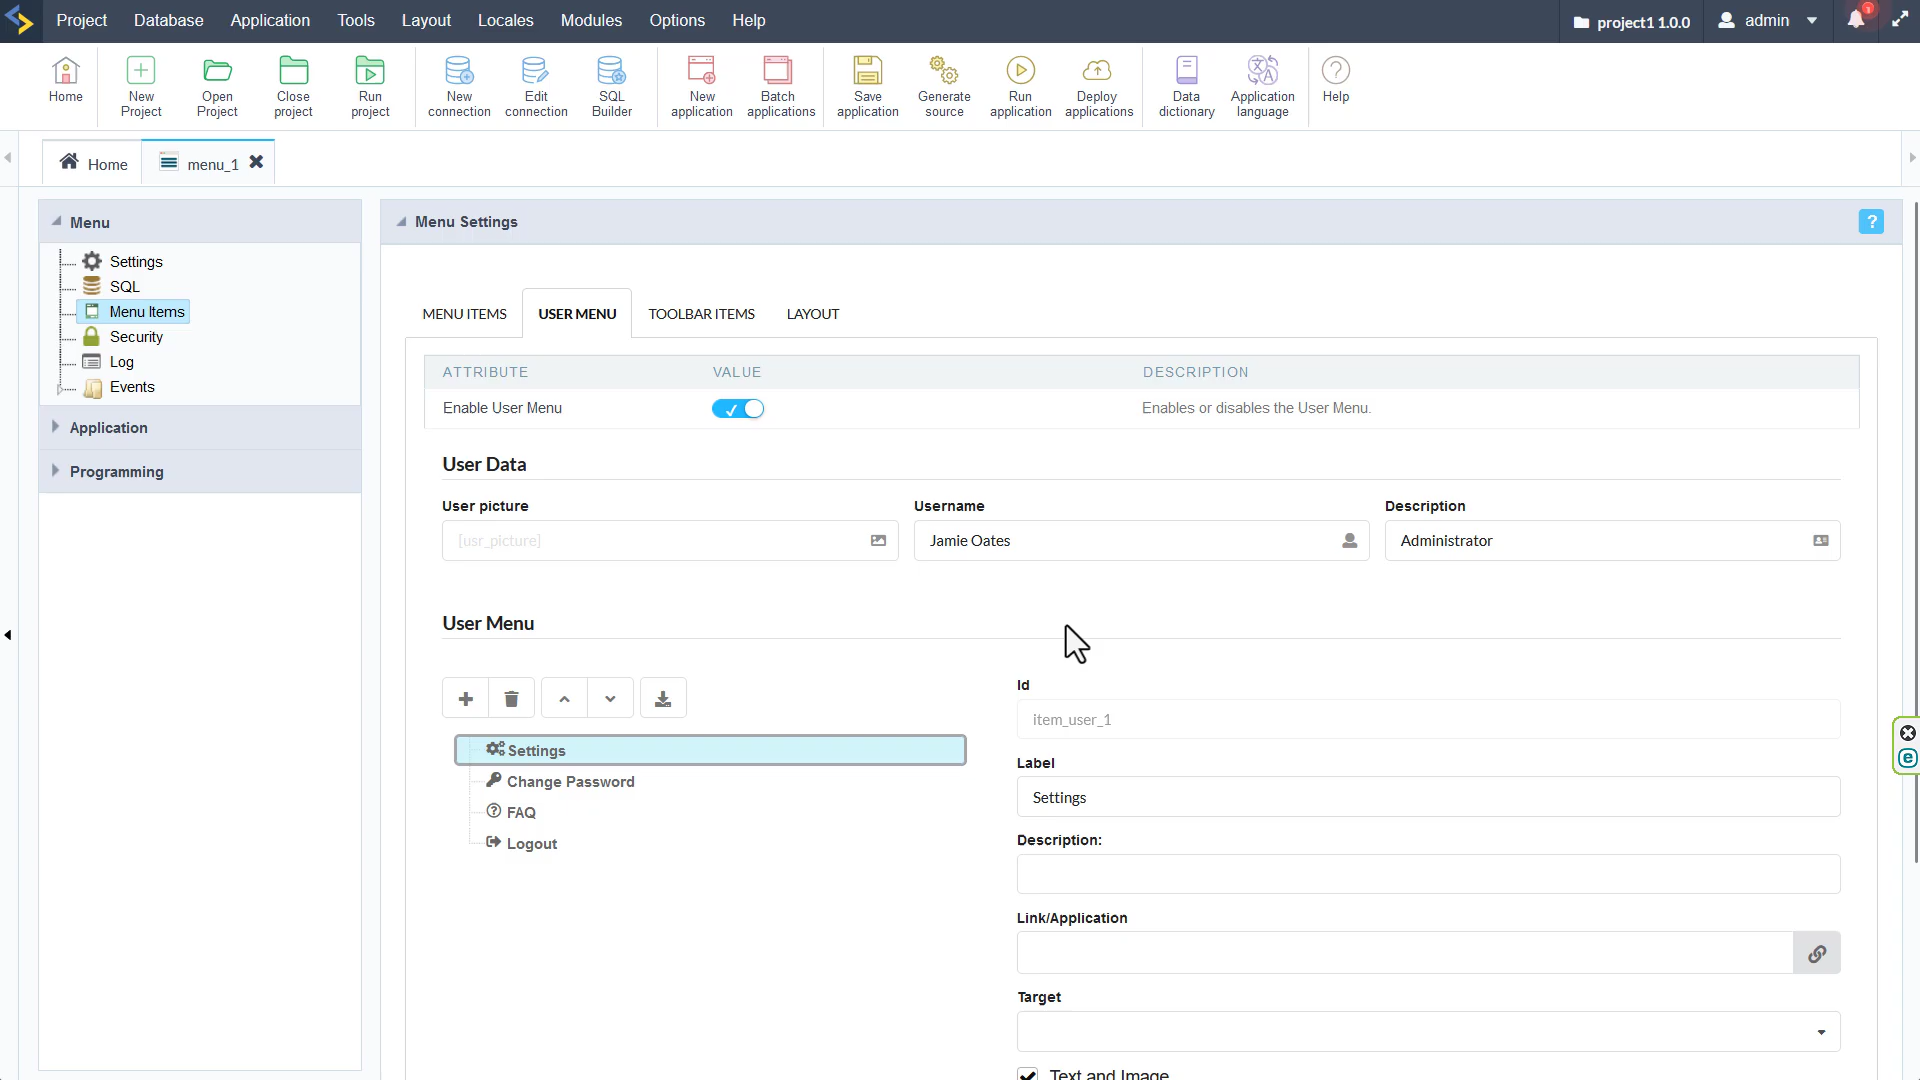 Project Database Application Tools Layout Locales Modules Options Help
project1 1.0.0 admin 1
Home
New
Project
Open
Project
Close
project
Run
project
New
connection
Edit
connection
SQL
Builder
New
application
Batch
applications
Save
application
Generate
source
Run
application
Deploy
applications
Data
dictionary
Application
language
Help
Home menu_1
Menu
Settings
SQL
Menu Items
Security
Log
Events
Application
Programming
Menu Settings ?
MENU ITEMS USER MENU TOOLBAR ITEMS LAYOUT
ATTRIBUTE VALUE DESCRIPTION
Enable User Menu Enables or disables the User Menu.
User Data
User picture Username Description
[usr_picture] Jamie Oates Administrator
User Menu
Settings
Change Password
FAQ
Logout
Id
item_user_1
Label
Settings
Description:
Link/Application
Target
Text and Image